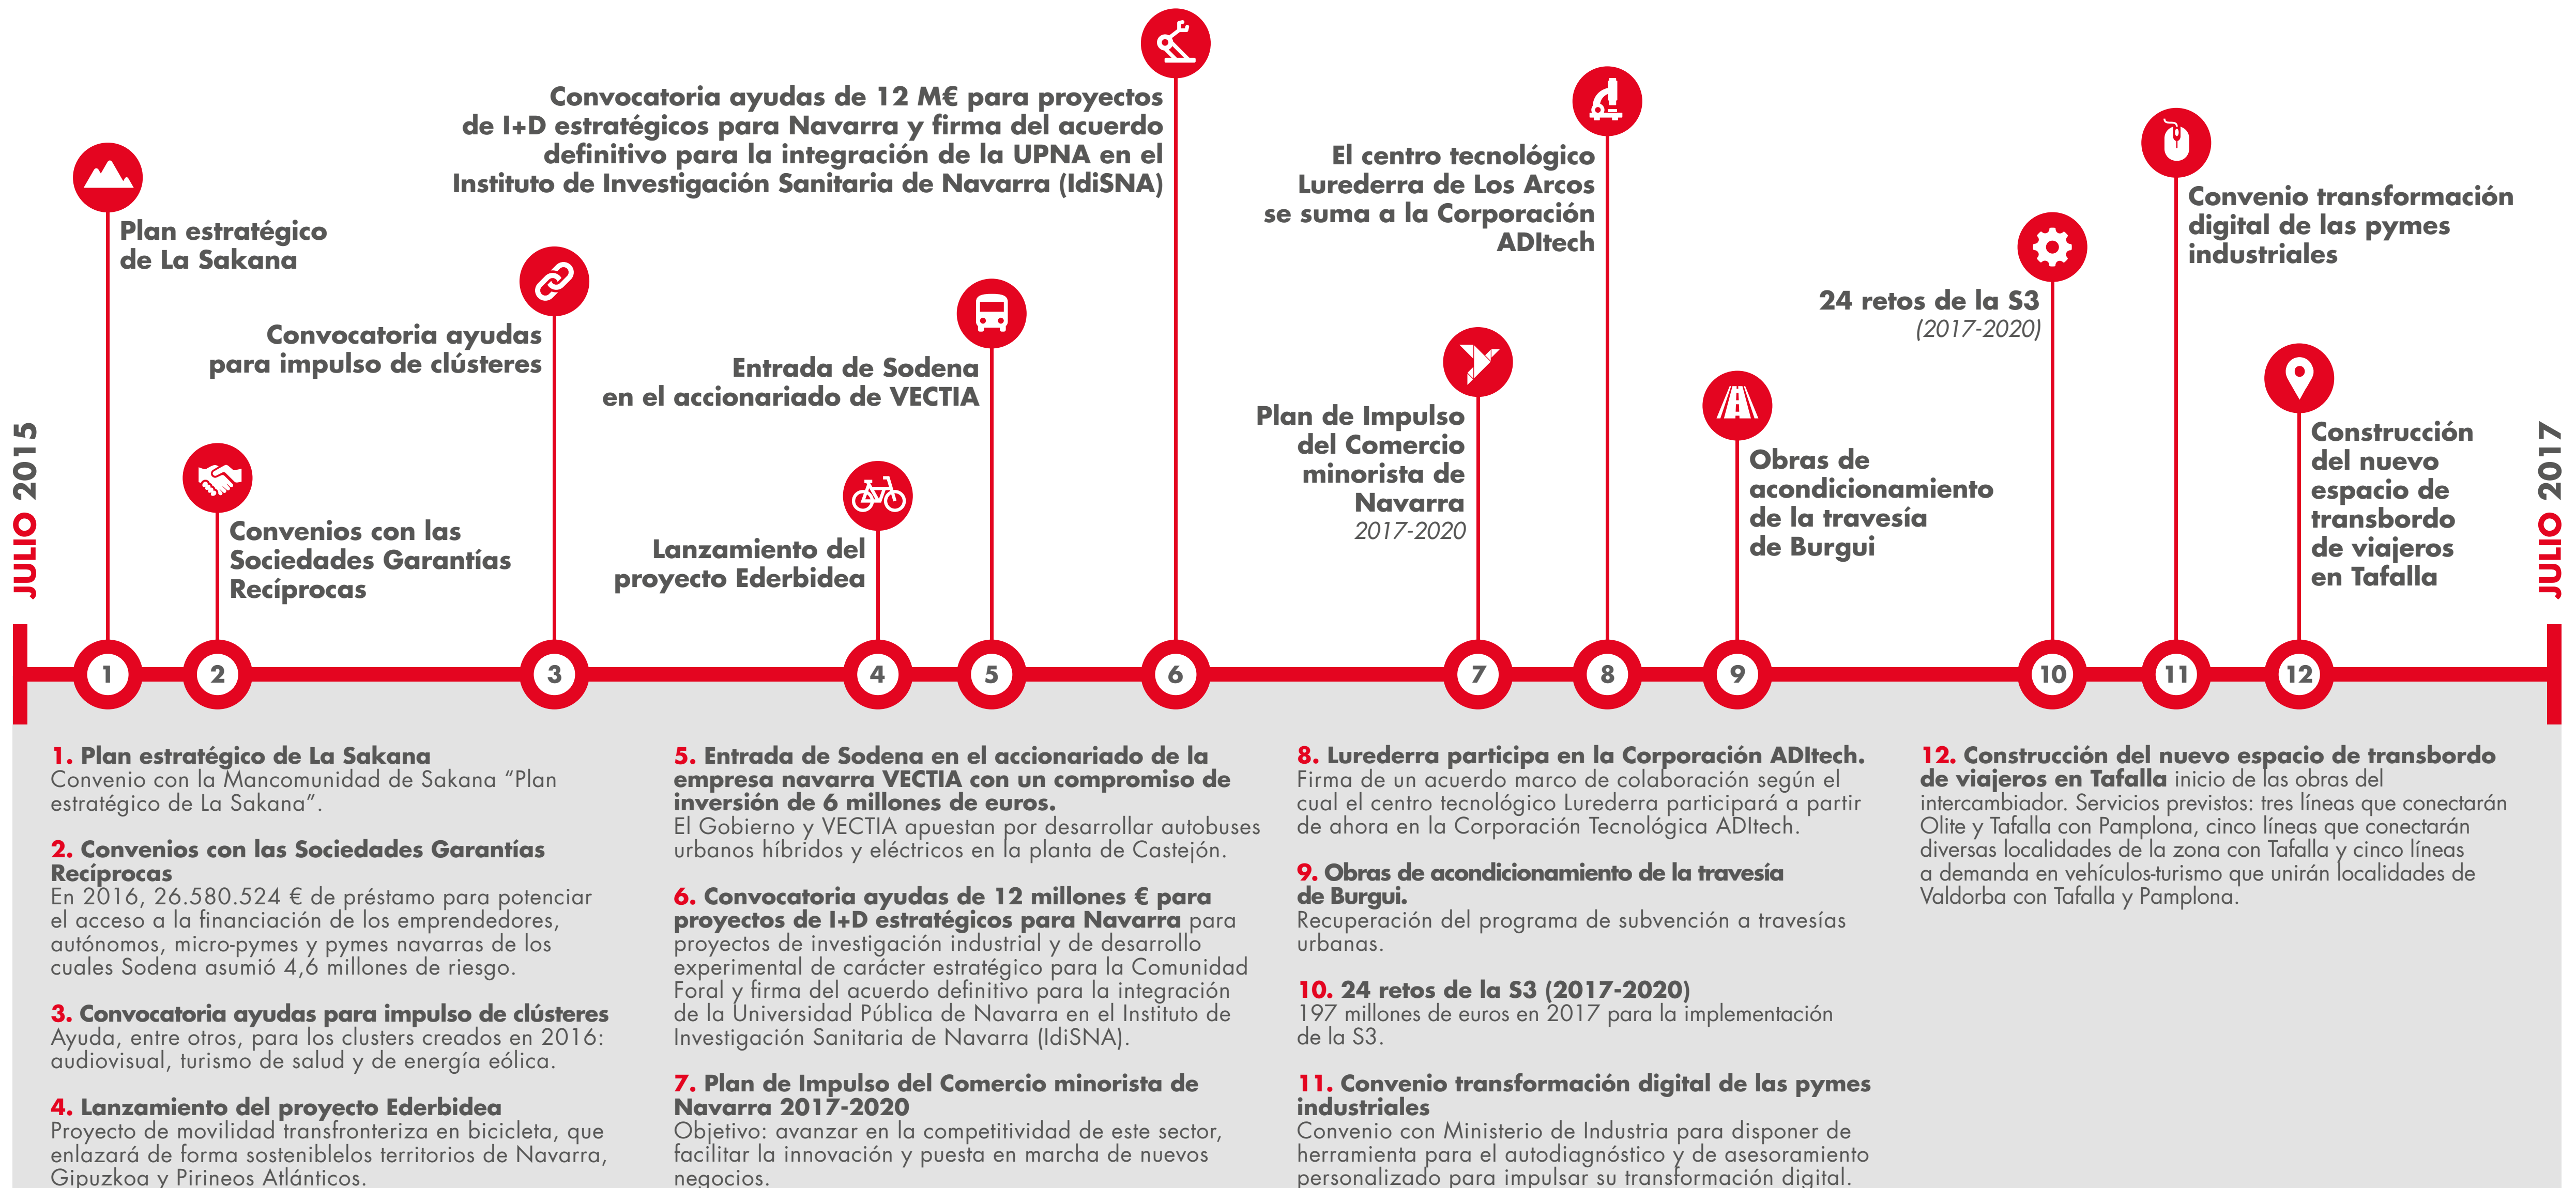 Convocatoria ayudas de 12 M€ para proyectos
de I+D estratégicos para Navarra y firma del acuerdo
definitivo para la integración de la UPNA en el
Instituto de Investigación Sanitaria de Navarra (IdiSNA)
El centro tecnológico
Lurederra de Los Arcos
se suma a la Corporación
ADItech
Convenio transformación
digital de las pymes
industriales
Plan estratégico
de La Sakana
24 retos de la S3
(2017-2020)
Convocatoria ayudas
para impulso de clústeres
Entrada de Sodena
en el accionariado de VECTIA
Plan de Impulso
del Comercio
minorista de
Navarra
2017-2020
Obras de
acondicionamiento
de la travesía
de Burgui
Construcción
del nuevo
espacio de
transbordo
de viajeros
en Tafalla
Convenios con las
Sociedades Garantías
Recíprocas
Lanzamiento del
proyecto Ederbidea
JULIO 2015
JULIO 2017
1
2
3
4
5
6
7
8
9
10
11
12
1. Plan estratégico de La Sakana
Convenio con la Mancomunidad de Sakana “Plan
estratégico de La Sakana”.
2. Convenios con las Sociedades Garantías
Recíprocas
En 2016, 26.580.524 € de préstamo para potenciar
el acceso a la financiación de los emprendedores,
autónomos, micro-pymes y pymes navarras de los
cuales Sodena asumió 4,6 millones de riesgo.
3. Convocatoria ayudas para impulso de clústeres
Ayuda, entre otros, para los clusters creados en 2016:
audiovisual, turismo de salud y de energía eólica.
4. Lanzamiento del proyecto Ederbidea
Proyecto de movilidad transfronteriza en bicicleta, que
enlazará de forma sosteniblelos territorios de Navarra,
Gipuzkoa y Pirineos Atlánticos.
5. Entrada de Sodena en el accionariado de la
empresa navarra VECTIA con un compromiso de
inversión de 6 millones de euros.
El Gobierno y VECTIA apuestan por desarrollar autobuses
urbanos híbridos y eléctricos en la planta de Castejón.
6. Convocatoria ayudas de 12 millones € para
proyectos de I+D estratégicos para Navarra para
proyectos de investigación industrial y de desarrollo
experimental de carácter estratégico para la Comunidad
Foral y firma del acuerdo definitivo para la integración
de la Universidad Pública de Navarra en el Instituto de
Investigación Sanitaria de Navarra (IdiSNA).
7. Plan de Impulso del Comercio minorista de
Navarra 2017-2020
Objetivo: avanzar en la competitividad de este sector,
facilitar la innovación y puesta en marcha de nuevos
negocios.
8. Lurederra participa en la Corporación ADItech.
Firma de un acuerdo marco de colaboración según el
cual el centro tecnológico Lurederra participará a partir
de ahora en la Corporación Tecnológica ADItech.
9. Obras de acondicionamiento de la travesía
de Burgui.
Recuperación del programa de subvención a travesías
urbanas.
10. 24 retos de la S3 (2017-2020)
197 millones de euros en 2017 para la implementación
de la S3.
11. Convenio transformación digital de las pymes
industriales
Convenio con Ministerio de Industria para disponer de
herramienta para el autodiagnóstico y de asesoramiento
personalizado para impulsar su transformación digital.
12. Construcción del nuevo espacio de transbordo
de viajeros en Tafalla inicio de las obras del
intercambiador. Servicios previstos: tres líneas que conectarán
Olite y Tafalla con Pamplona, cinco líneas que conectarán
diversas localidades de la zona con Tafalla y cinco líneas
a demanda en vehículos-turismo que unirán localidades de
Valdorba con Tafalla y Pamplona.